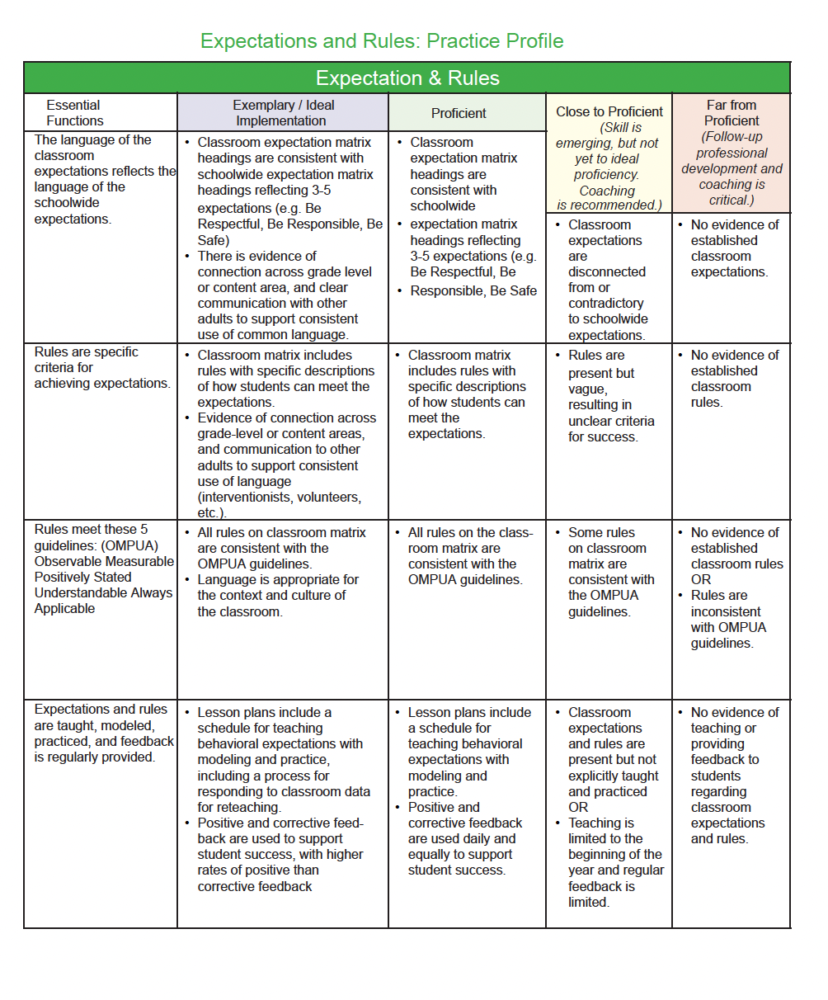 Expectations and Rules: Practice Profile
Expectation & Rules
Essential
Functions
Exemplary / Ideal
Implementation
Proficient
Close to Proficient
(Skill is
emerging, but not
yet to ideal
proficiency.
Coaching
is recommended.)
Far from
Proficient
(Follow-up
professional
development and
coaching is
critical.)
The language of the
classroom
expectations reflects the
language of the
schoolwide
expectations.
• Classroom expectation matrix
headings are consistent with
schoolwide expectation matrix
headings reflecting 3-5
expectations (e.g. Be
Respectful, Be Responsible, Be
Safe)
• There is evidence of
connection across grade level
or content area, and clear
communication with other
adults to support consistent
use of common language.
• Classroom
expectation matrix
headings are
consistent with
schoolwide
• expectation matrix
headings reflecting
3-5 expectations (e.g.
Be Respectful, Be
• Responsible, Be Safe
• Classroom
expectations
are
disconnected
from or
contradictory
to schoolwide
expectations.
• No evidence of
established
classroom
expectations.
Rules are specific
criteria for
achieving expectations.
• Classroom matrix includes
rules with specific descriptions
of how students can meet the
expectations.
• Evidence of connection across
grade-level or content areas,
and communication to other
adults to support consistent
use of language
(interventionists, volunteers,
etc.).
• Classroom matrix
includes rules with
specific descriptions
of how students can
meet the
expectations.
• Rules are
present but
vague,
resulting in
unclear criteria
for success.
• No evidence of
established
classroom
rules.
Rules meet these 5
guidelines: (OMPUA)
Observable Measurable
Positively Stated
Understandable Always
Applicable
• All rules on classroom matrix
are consistent with the
OMPUA guidelines.
• Language is appropriate for
the context and culture of
the classroom.
• All rules on the class-
room matrix are
consistent with the
OMPUA guidelines.
• Some rules
on classroom
matrix are
consistent with
the OMPUA
guidelines.
• No evidence of
established
classroom rules
OR
• Rules are
inconsistent
with OMPUA
guidelines.
Expectations and rules
are taught, modeled,
practiced, and feedback
is regularly provided.
• Lesson plans include a
schedule for teaching
behavioral expectations with
modeling and practice,
including a process for
responding to classroom data
for reteaching.
• Positive and corrective feed-
back are used to support
student success, with higher
rates of positive than
corrective feedback
• Lesson plans include
a schedule for
teaching behavioral
expectations with
modeling and
practice.
• Positive and
corrective feedback
are used daily and
equally to support
student success.
• Classroom
expectations
and rules are
present but not
explicitly taught
and practiced
OR
• Teaching is
limited to the
beginning of the
year and regular
feedback is
limited.
• No evidence of
teaching or
providing
feedback to
students
regarding
classroom
expectations
and rules.